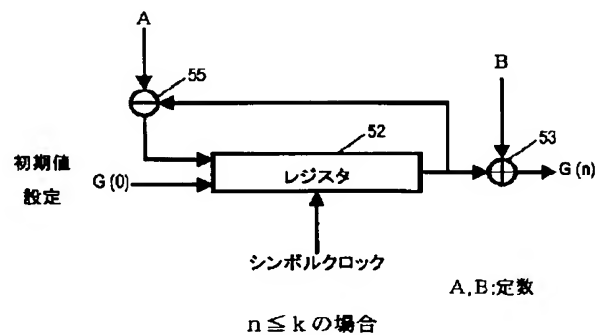 A
55
B
52
53
初期値
設定
G(0)
レジスタ
G(n)
シンボルクロック
A,B:定数
n≦kの場合